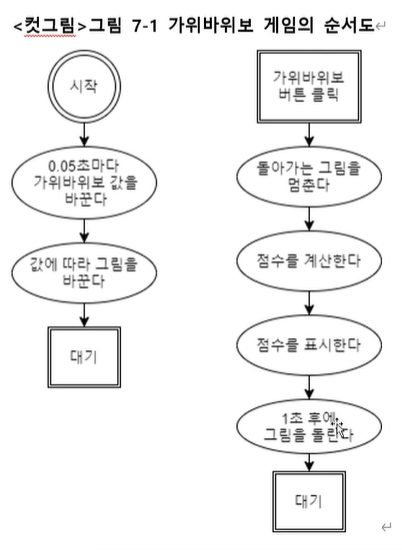 <컷그림>그림 7-1 가위바위보 게임의 순서도
시작
0.05초마다
가위바위보 값을
바꾼다
값에 따라 그림을
바꾼다
대기
가위바위보
버튼 클릭
돌아가는 그림을
멈춘다
점수를 계산한다
점수를 표시한다
1초 후에
그림을 돌린다
대기